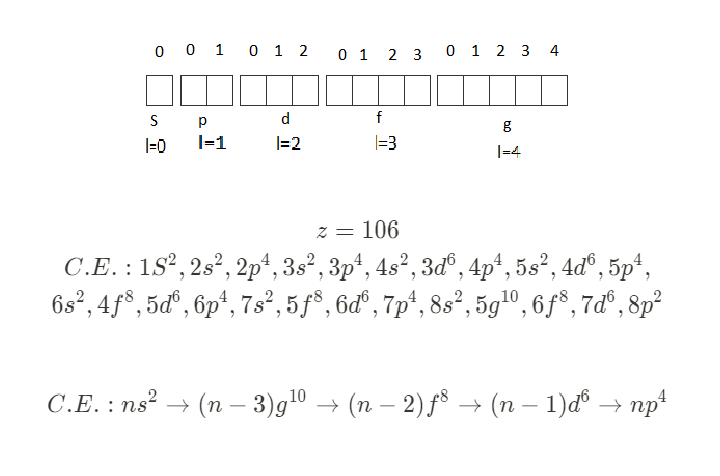 0 0 1 0 1 2 0 1 2 3 0 1 2 3 4
S p d f g
l=0 l=1 l=2 l=3 l=4
z = 106
C.E. : 1S², 2s², 2p⁴, 3s², 3p⁴, 4s², 3d⁶, 4p⁴, 5s², 4d⁶, 5p⁴,
6s², 4f⁸, 5d⁶, 6p⁴, 7s², 5f⁸, 6d⁶, 7p⁴, 8s², 5g¹⁰, 6f⁸, 7d⁶, 8p²
C.E. : ns² → (n − 3)g¹⁰ → (n − 2)f⁸ → (n − 1)d⁶ → np⁴